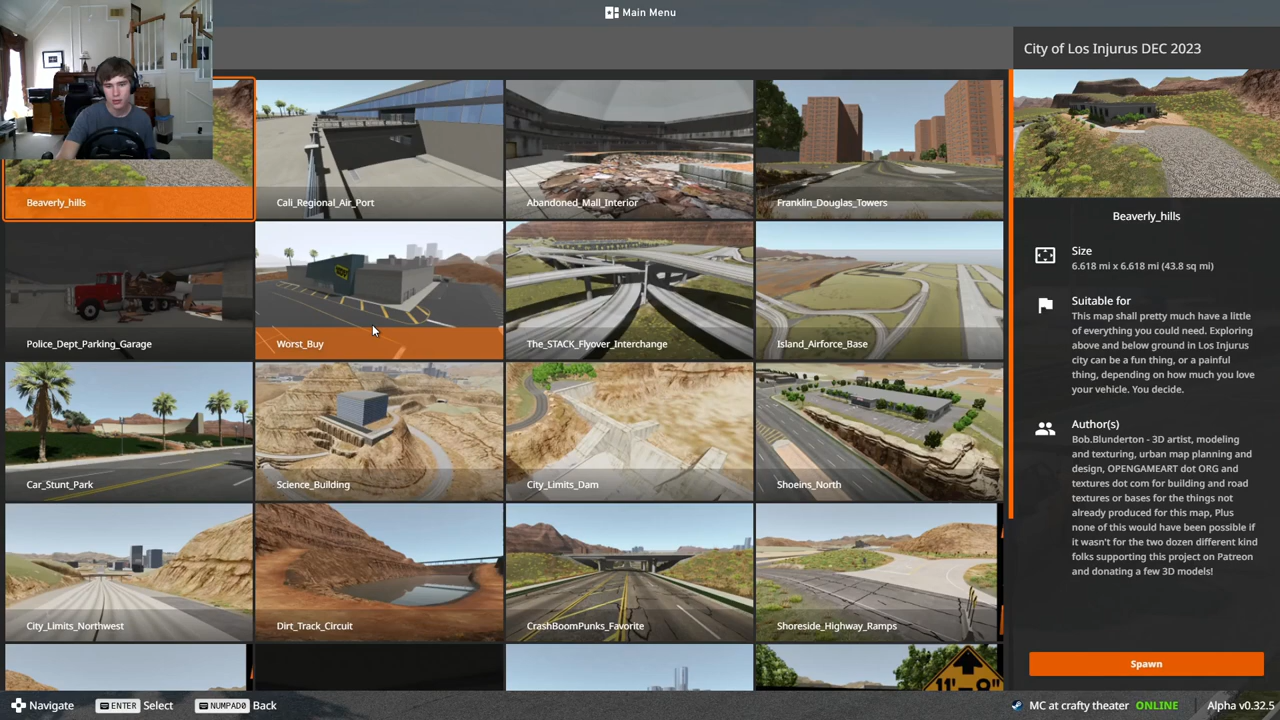 Main Menu
City of Los Injurus DEC 2023
Beaverly_hills
Cali_Regional_Air_Port
Abandoned_Mall_Interior
Franklin_Douglas_Towers
Police_Dept_Parking_Garage
Worst_Buy
The_STACK_Flyover_Interchange
Island_Airforce_Base
Car_Stunt_Park
Science_Building
City_Limits_Dam
Shoeins_North
City_Limits_Northwest
Dirt_Track_Circuit
CrashBoomPunks_Favorite
Shoreside_Highway_Ramps
11'-8"
Beaverly_hills
Size
6.618 mi x 6.618 mi (43.8 sq mi)
Suitable for
This map shall pretty much have a little
of everything you could need. Exploring
above and below ground in Los Injurus
city can be a fun thing, or a painful
thing, depending on how much you love
your vehicle. You decide.
Author(s)
Bob.Blunderton - 3D artist, modeling
and texturing, urban map planning and
design, OPENGAMEART dot ORG and
textures dot com for building and road
textures or bases for the things not
already produced for this map, Plus
none of this would have been possible if
it wasn't for the two dozen different kind
folks supporting this project on Patreon
and donating a few 3D models!
Spawn
Navigate
ENTER Select
NUMPAD0 Back
MC at crafty theater ONLINE
Alpha v0.32.5